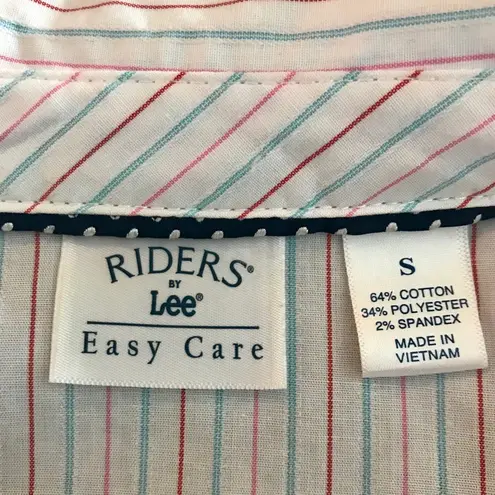 RIDERS®
BY
Lee®
Easy Care
S
64% COTTON
34% POLYESTER
2% SPANDEX
MADE IN
VIETNAM